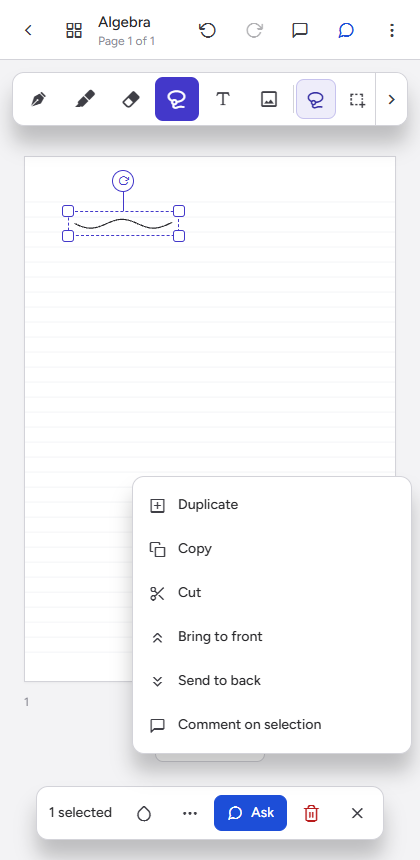 Algebra
Page 1 of 1
T
1
Duplicate
Copy
Cut
Bring to front
Send to back
Comment on selection
1 selected
Ask